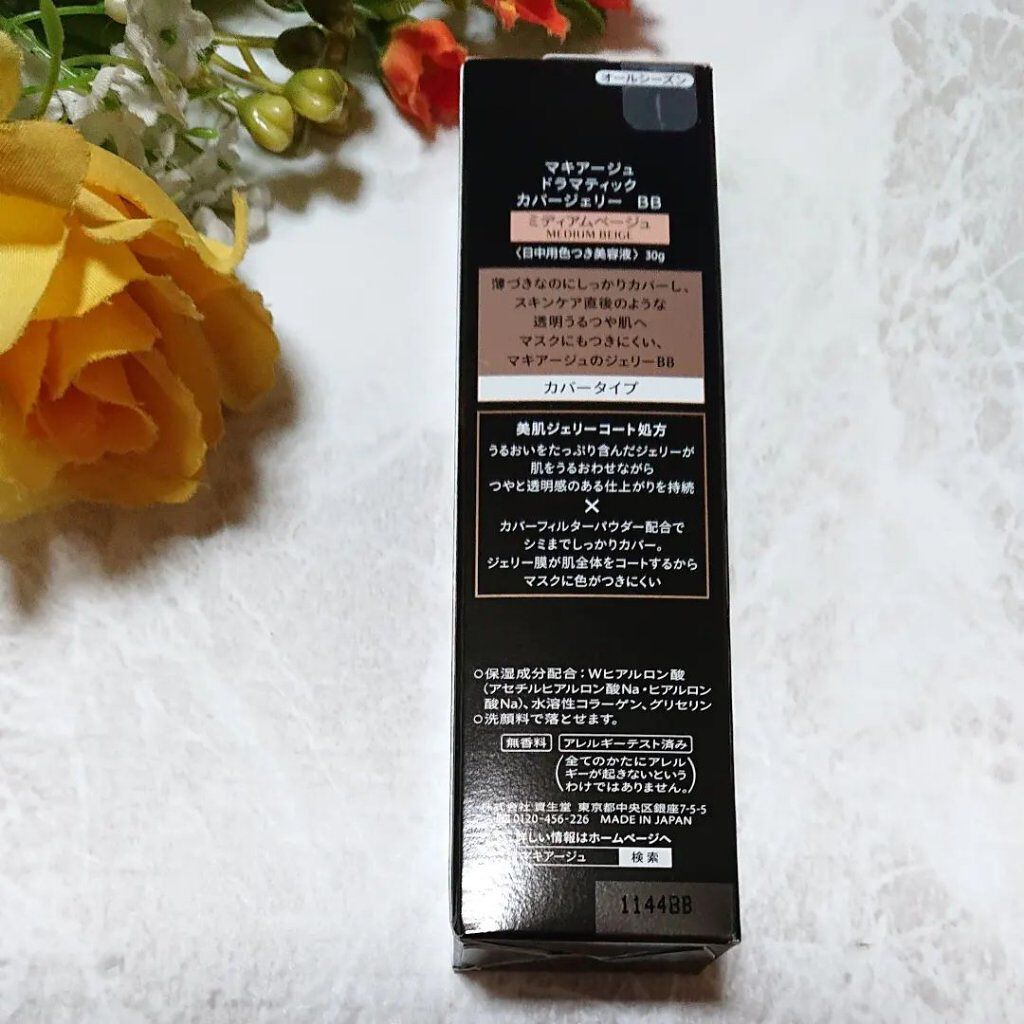 オールシーズン
マキアージュ
ドラマティック
カバージェリー BB
ミディアムベージュ
MEDIUM BEIGE
〈日中用色つき美容液〉 30g
薄づきなのにしっかりカバーし、
スキンケア直後のような
透明うるつや肌へ
マスクにもつきにくい、
マキアージュのジェリーBB
カバータイプ
美肌ジェリーコート処方
うるおいをたっぷり含んだジェリーが
肌をうるおわせながら
つやと透明感のある仕上がりを持続
×
カバーフィルターパウダー配合で
シミまでしっかりカバー。
ジェリー膜が肌全体をコートするから
マスクに色がつきにくい
○保湿成分配合：Wヒアルロン酸
（アセチルヒアルロン酸Na・ヒアルロン
酸Na）、水溶性コラーゲン、グリセリン
○洗顔料で落とせます。
無香料 アレルギーテスト済み
（全てのかたにアレル
ギーが起きないという
わけではありません。）
株式会社 資生堂 東京都中央区銀座7-5-5
0120-456-226 MADE IN JAPAN
詳しい情報はホームページへ
マキアージュ 検索
1144BB